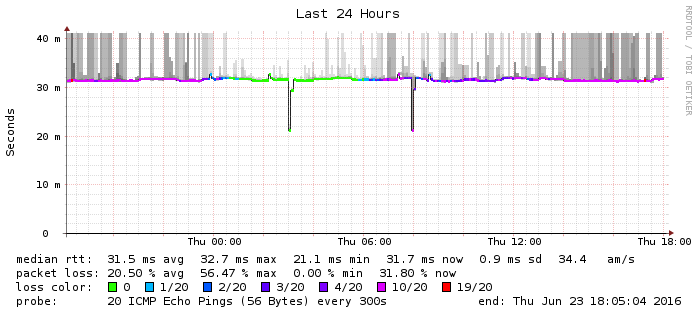 Last 24 Hours
RRDTOOL / TOBI OETIKER
Seconds
40 m
30 m
20 m
10 m
0
Thu 00:00 Thu 06:00 Thu 12:00 Thu 18:00
median rtt: 31.5 ms avg 32.7 ms max 21.1 ms min 31.7 ms now 0.9 ms sd 34.4 am/s
packet loss: 20.50 % avg 56.47 % max 0.00 % min 31.80 % now
loss color: 0 1/20 2/20 3/20 4/20 10/20 19/20
probe: 20 ICMP Echo Pings (56 Bytes) every 300s end: Thu Jun 23 18:05:04 2016